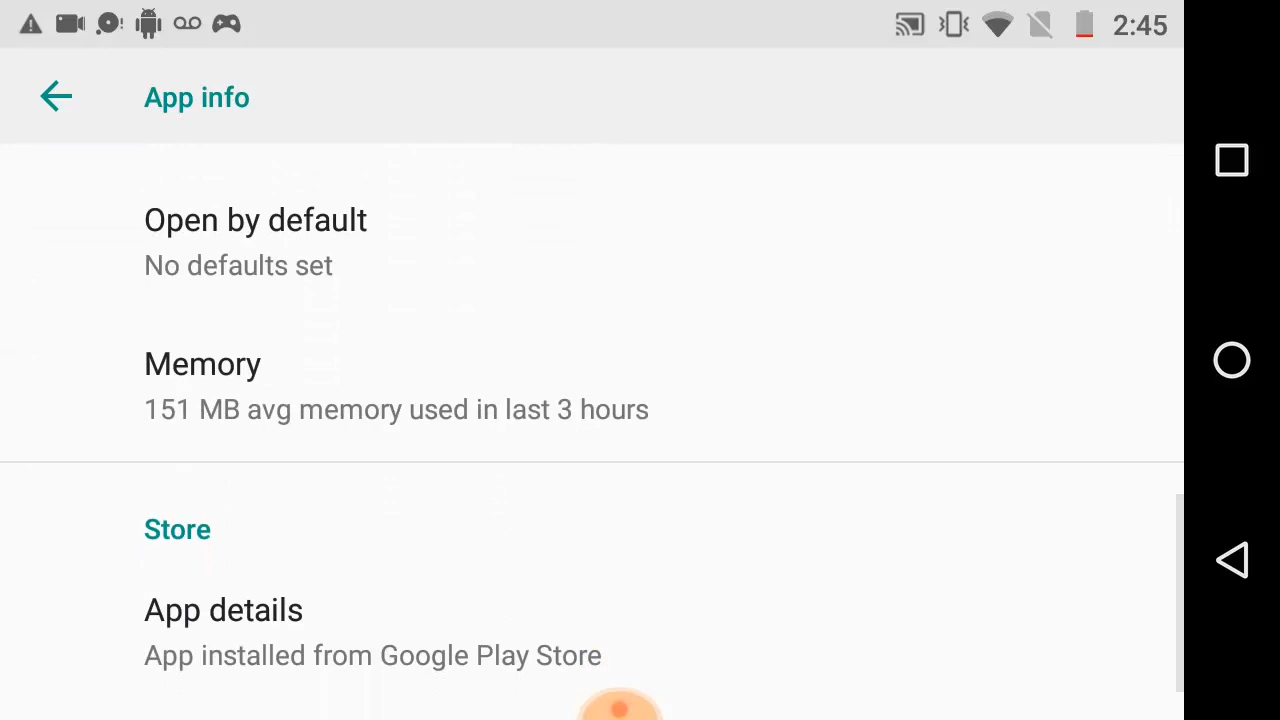 2:45
App info
Open by default
No defaults set
Memory
151 MB avg memory used in last 3 hours
Store
App details
App installed from Google Play Store